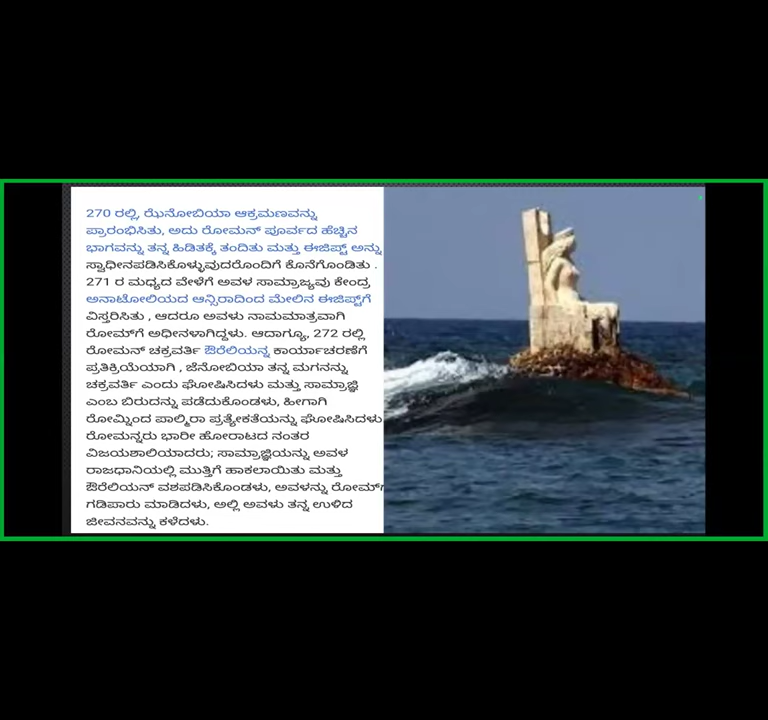 270 ರಲ್ಲಿ, ಝೆನೋಬಿಯಾ ಆಕ್ರಮಣವನ್ನು
ಪ್ರಾರಂಭಿಸಿತು, ಅದು ರೋಮನ್ ಪೂರ್ವದ ಹೆಚ್ಚಿನ
ಭಾಗವನ್ನು ತನ್ನ ಹಿಡಿತಕ್ಕೆ ತಂದಿತು ಮತ್ತು ಈಜಿಪ್ಟ್ ಅನ್ನು
ಸ್ವಾಧೀನಪಡಿಸಿಕೊಳ್ಳುವುದರೊಂದಿಗೆ ಕೊನೆಗೊಂಡಿತು .
271 ರ ಮಧ್ಯದ ವೇಳೆಗೆ ಅವಳ ಸಾಮ್ರಾಜ್ಯವು ಕೇಂದ್ರ
ಅನಾಟೋಲಿಯದ ಆನ್ಸಿರಾದಿಂದ ಮೇಲಿನ ಈಜಿಪ್ಟ್‌ಗೆ
ವಿಸ್ತರಿಸಿತು , ಆದರೂ ಅವಳು ನಾಮಮಾತ್ರವಾಗಿ
ರೋಮ್‌ಗೆ ಅಧೀನಳಾಗಿದ್ದಳು. ಆದಾಗ್ಯೂ, 272 ರಲ್ಲಿ
ರೋಮನ್ ಚಕ್ರವರ್ತಿ ಔರೆಲಿಯನ್ನ ಕಾರ್ಯಾಚರಣೆಗೆ
ಪ್ರತಿಕ್ರಿಯೆಯಾಗಿ , ಜೆನೋಬಿಯಾ ತನ್ನ ಮಗನನ್ನು
ಚಕ್ರವರ್ತಿ ಎಂದು ಘೋಷಿಸಿದಳು ಮತ್ತು ಸಾಮ್ರಾಜ್ಞಿ
ಎಂಬ ಬಿರುದನ್ನು ಪಡೆದುಕೊಂಡಳು, ಹೀಗಾಗಿ
ರೋಮ್ನಿಂದ ಪಾಲ್ಮಿರಾ ಪ್ರತ್ಯೇಕತೆಯನ್ನು ಘೋಷಿಸಿದಳು
ರೋಮನ್ನರು ಭಾರೀ ಹೋರಾಟದ ನಂತರ
ವಿಜಯಶಾಲಿಯಾದರು; ಸಾಮ್ರಾಜ್ಞಿಯನ್ನು ಅವಳ
ರಾಜಧಾನಿಯಲ್ಲಿ ಮುತ್ತಿಗೆ ಹಾಕಲಾಯಿತು ಮತ್ತು
ಔರೆಲಿಯನ್ ವಶಪಡಿಸಿಕೊಂಡಳು, ಅವಳನ್ನು ರೋಮ್‌ಗ
ಗಡಿಪಾರು ಮಾಡಿದಳು, ಅಲ್ಲಿ ಅವಳು ತನ್ನ ಉಳಿದ
ಜೀವನವನ್ನು ಕಳೆದಳು.